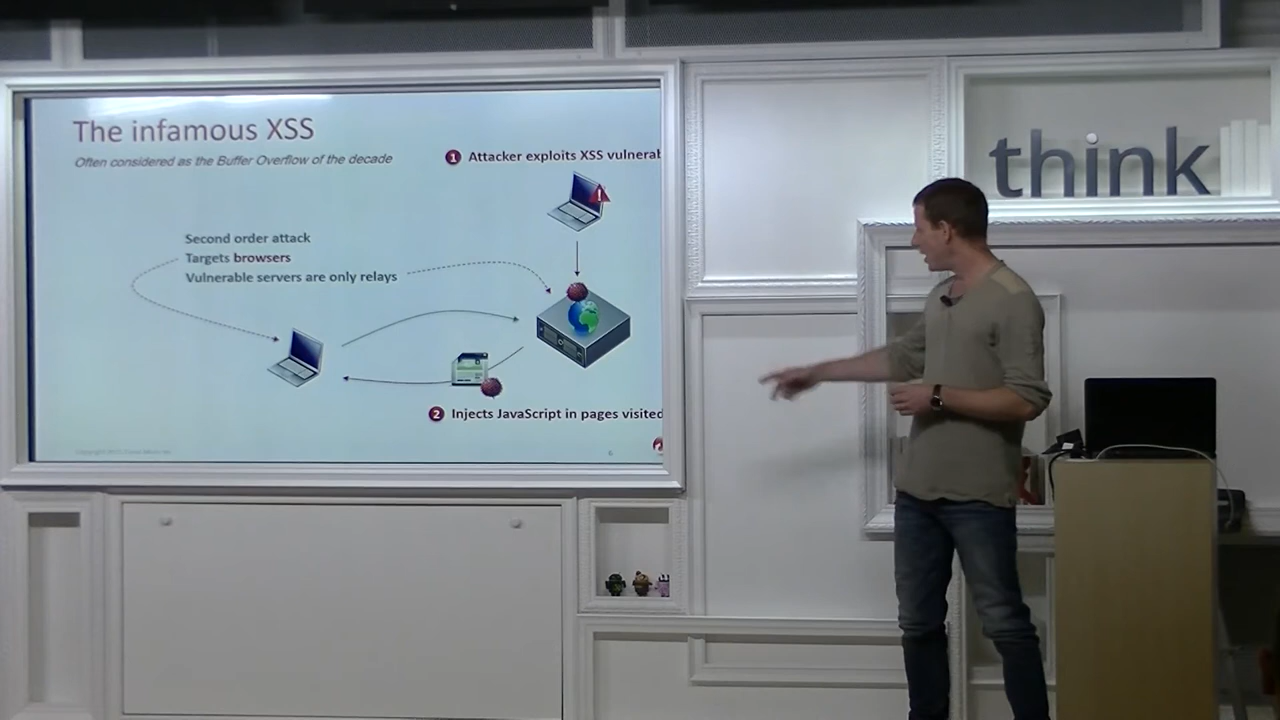 The infamous XSS
Often considered as the Buffer Overflow of the decade
1 Attacker exploits XSS vulnerab
Second order attack
Targets browsers
Vulnerable servers are only relays
2 Injects JavaScript in pages visited
6
think